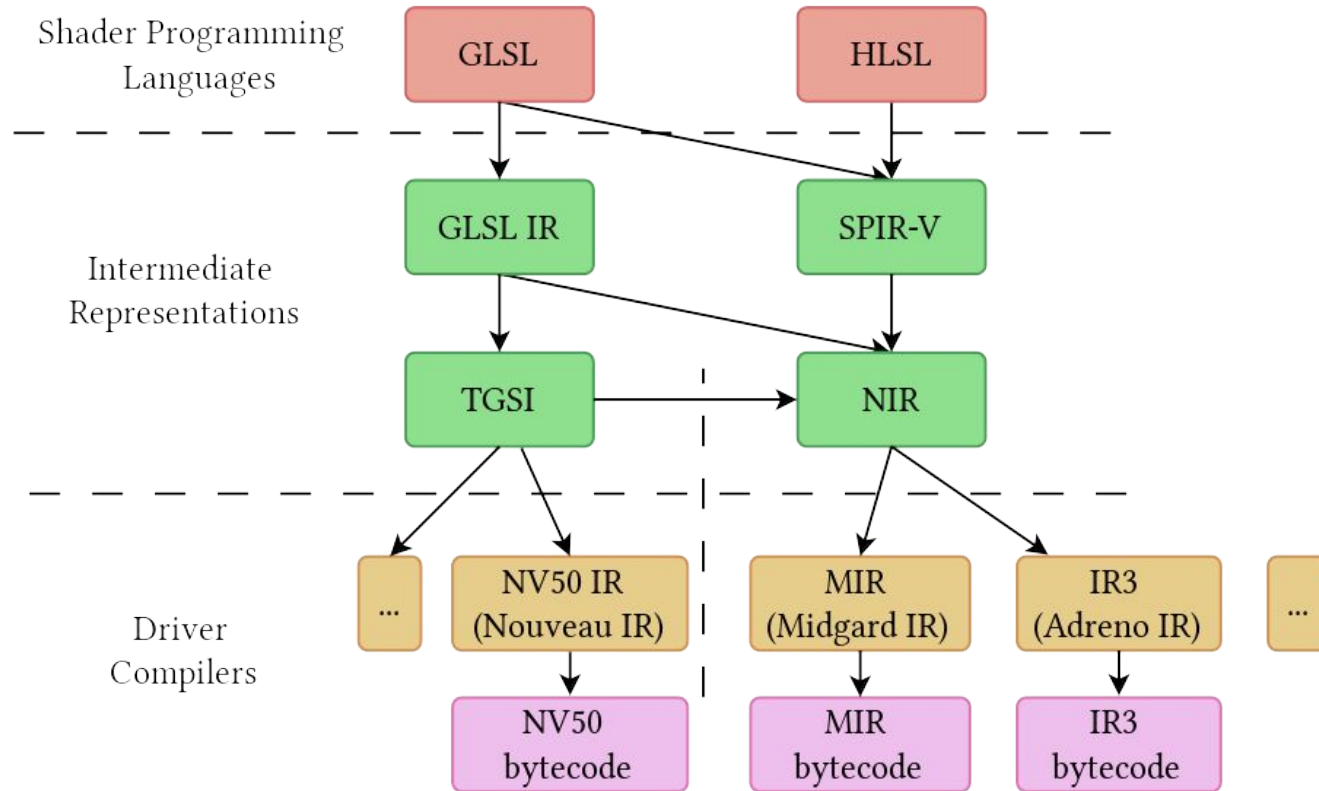 Shader Programming
Languages
GLSL
HLSL
Intermediate
Representations
GLSL IR
SPIR-V
TGSI
NIR
Driver
Compilers
...
NV50 IR
(Nouveau IR)
MIR
(Midgard IR)
IR3
(Adreno IR)
...
NV50
bytecode
MIR
bytecode
IR3
bytecode